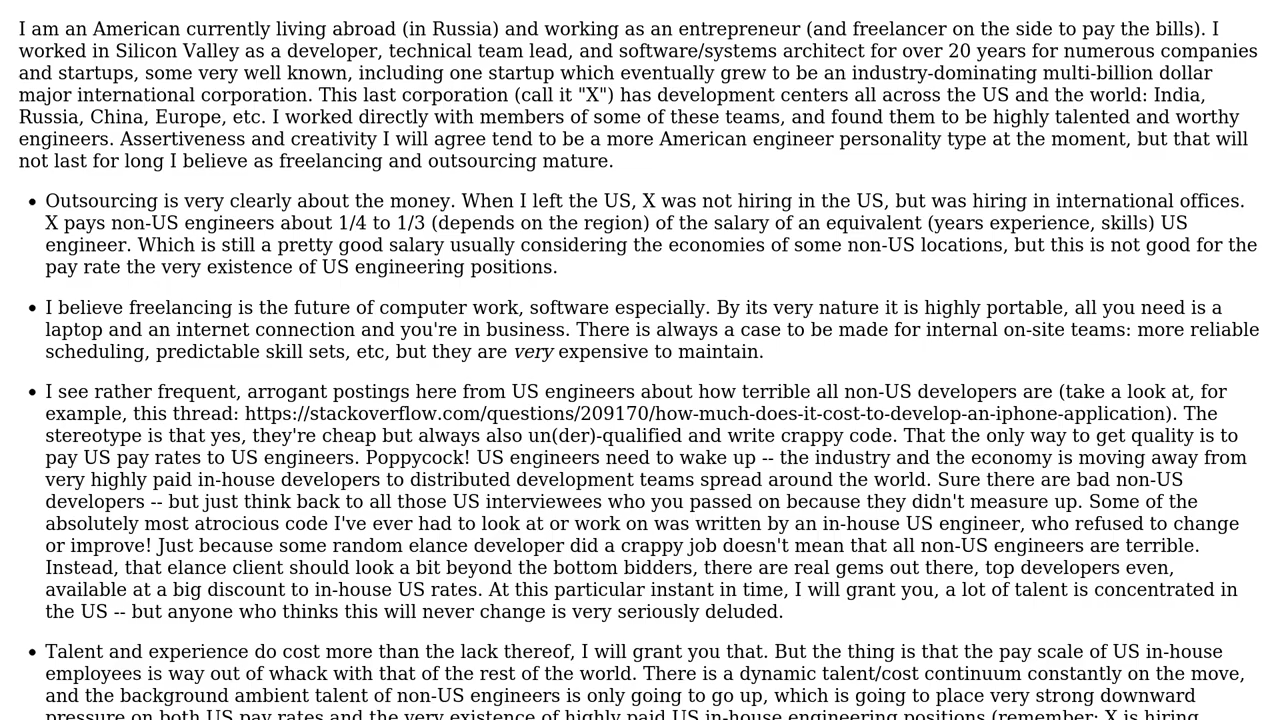 I am an American currently living abroad (in Russia) and working as an entrepreneur (and freelancer on the side to pay the bills). I
worked in Silicon Valley as a developer, technical team lead, and software/systems architect for over 20 years for numerous companies
and startups, some very well known, including one startup which eventually grew to be an industry-dominating multi-billion dollar
major international corporation. This last corporation (call it "X") has development centers all across the US and the world: India,
Russia, China, Europe, etc. I worked directly with members of some of these teams, and found them to be highly talented and worthy
engineers. Assertiveness and creativity I will agree tend to be a more American engineer personality type at the moment, but that will
not last for long I believe as freelancing and outsourcing mature.
• Outsourcing is very clearly about the money. When I left the US, X was not hiring in the US, but was hiring in international offices.
X pays non-US engineers about 1/4 to 1/3 (depends on the region) of the salary of an equivalent (years experience, skills) US
engineer. Which is still a pretty good salary usually considering the economies of some non-US locations, but this is not good for the
pay rate the very existence of US engineering positions.
• I believe freelancing is the future of computer work, software especially. By its very nature it is highly portable, all you need is a
laptop and an internet connection and you're in business. There is always a case to be made for internal on-site teams: more reliable
scheduling, predictable skill sets, etc, but they are very expensive to maintain.
• I see rather frequent, arrogant postings here from US engineers about how terrible all non-US developers are (take a look at, for
example, this thread: https://stackoverflow.com/questions/209170/how-much-does-it-cost-to-develop-an-iphone-application). The
stereotype is that yes, they're cheap but always also un(der)-qualified and write crappy code. That the only way to get quality is to
pay US pay rates to US engineers. Poppycock! US engineers need to wake up -- the industry and the economy is moving away from
very highly paid in-house developers to distributed development teams spread around the world. Sure there are bad non-US
developers -- but just think back to all those US interviewees who you passed on because they didn't measure up. Some of the
absolutely most atrocious code I've ever had to look at or work on was written by an in-house US engineer, who refused to change
or improve! Just because some random elance developer did a crappy job doesn't mean that all non-US engineers are terrible.
Instead, that elance client should look a bit beyond the bottom bidders, there are real gems out there, top developers even,
available at a big discount to in-house US rates. At this particular instant in time, I will grant you, a lot of talent is concentrated in
the US -- but anyone who thinks this will never change is very seriously deluded.
• Talent and experience do cost more than the lack thereof, I will grant you that. But the thing is that the pay scale of US in-house
employees is way out of whack with that of the rest of the world. There is a dynamic talent/cost continuum constantly on the move,
and the background ambient talent of non-US engineers is only going to go up, which is going to place very strong downward
pressure on both US pay rates and the very existence of highly paid US in-house engineering positions (remember: X is hiring